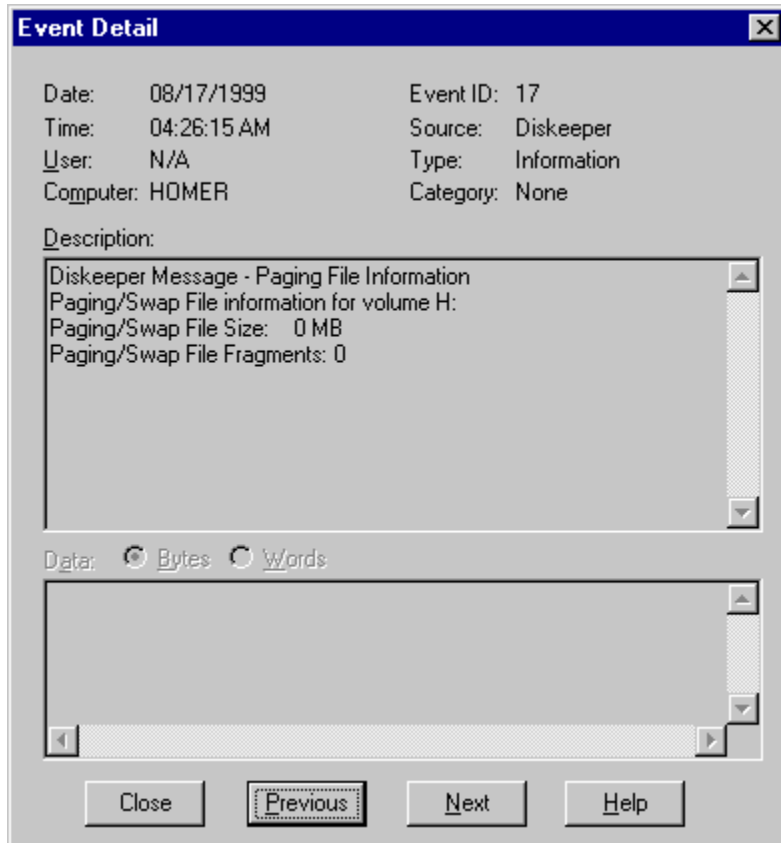 Event Detail
Date: 08/17/1999 Event ID: 17
Time: 04:26:15 AM Source: Diskeeper
User: N/A Type: Information
Computer: HOMER Category: None
Description:
Diskeeper Message - Paging File Information
Paging/Swap File information for volume H:
Paging/Swap File Size: 0 MB
Paging/Swap File Fragments: 0
Data: Bytes Words
Close Previous Next Help